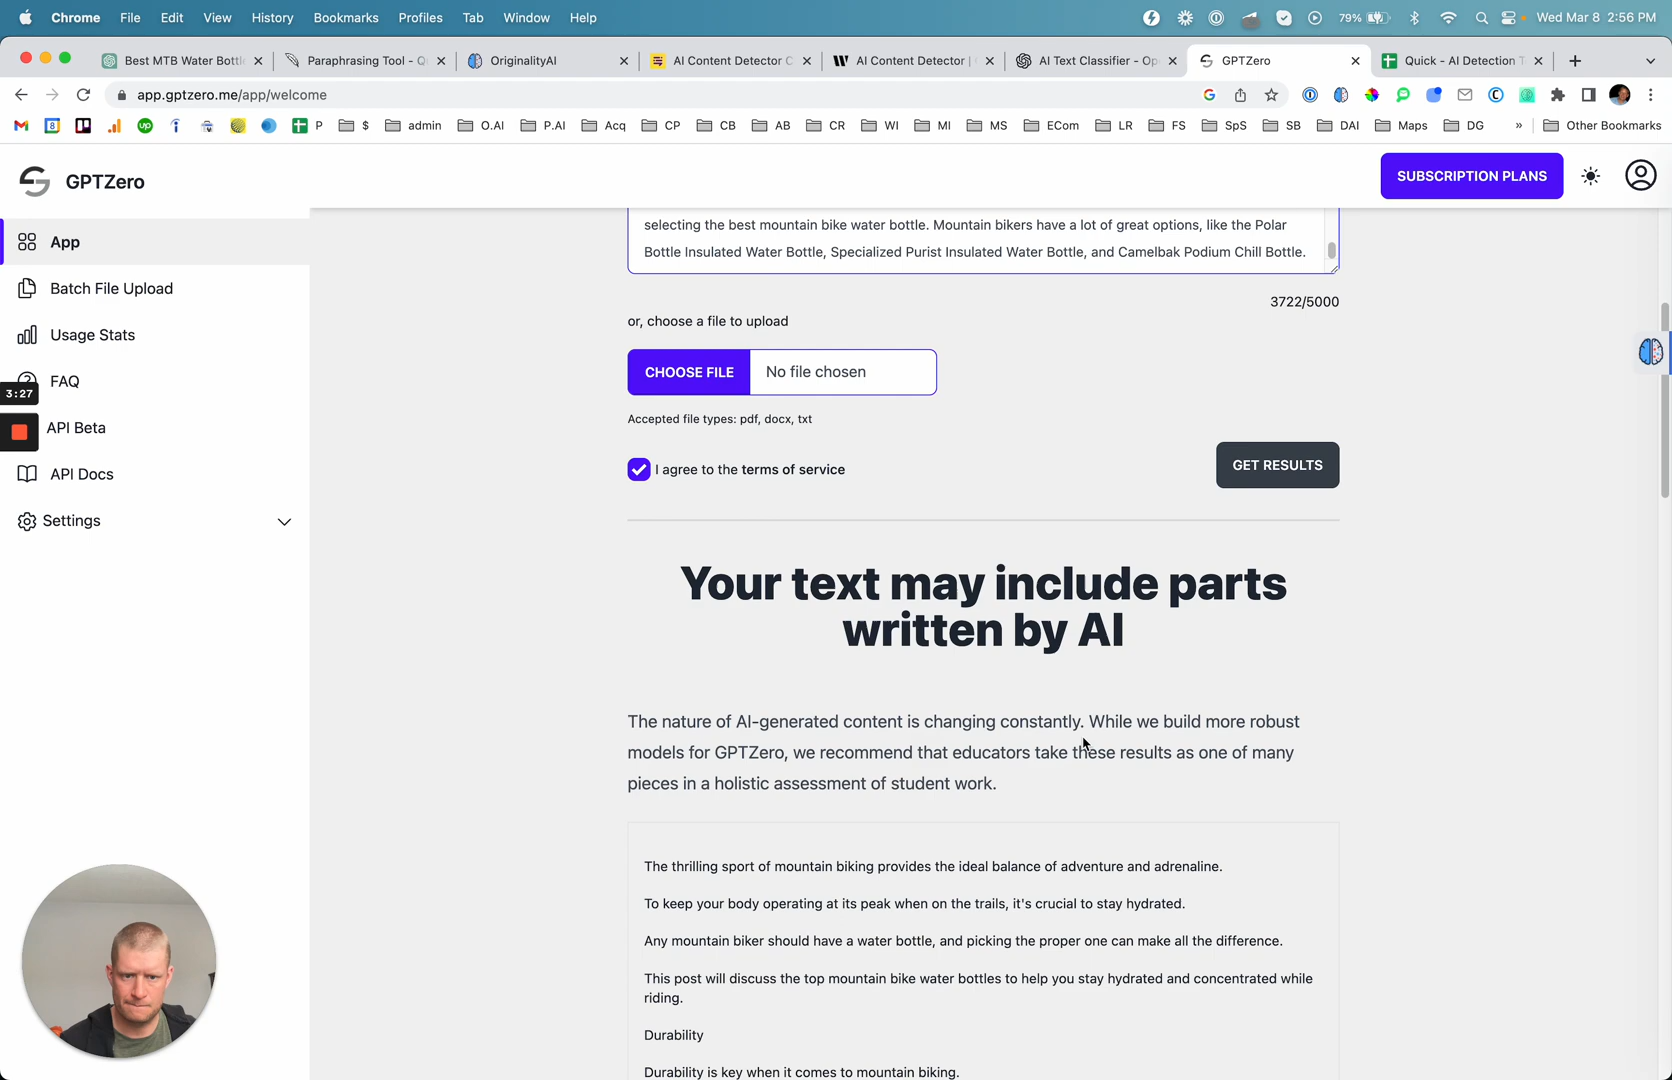 Chrome File Edit View History Bookmarks Profiles Tab Window Help 79% Wed Mar 8 2:56 PM
Best MTB Water Bottl Paraphrasing Tool - Q OriginalityAI AI Content Detector C AI Content Detector | AI Text Classifier - Op GPTZero Quick - AI Detection T
app.gptzero.me/app/welcome
P $ admin O.AI P.AI Acq CP CB AB CR WI MI MS ECom LR FS SpS SB DAI Maps DG » Other Bookmarks
GPTZero
SUBSCRIPTION PLANS
App
Batch File Upload
Usage Stats
FAQ
3:27
API Beta
API Docs
Settings
selecting the best mountain bike water bottle. Mountain bikers have a lot of great options, like the Polar
Bottle Insulated Water Bottle, Specialized Purist Insulated Water Bottle, and Camelbak Podium Chill Bottle.
3722/5000
or, choose a file to upload
CHOOSE FILE No file chosen
Accepted file types: pdf, docx, txt
I agree to the terms of service
GET RESULTS
Your text may include parts
written by AI
The nature of AI-generated content is changing constantly. While we build more robust
models for GPTZero, we recommend that educators take these results as one of many
pieces in a holistic assessment of student work.
The thrilling sport of mountain biking provides the ideal balance of adventure and adrenaline.
To keep your body operating at its peak when on the trails, it's crucial to stay hydrated.
Any mountain biker should have a water bottle, and picking the proper one can make all the difference.
This post will discuss the top mountain bike water bottles to help you stay hydrated and concentrated while
riding.
Durability
Durability is key when it comes to mountain biking.